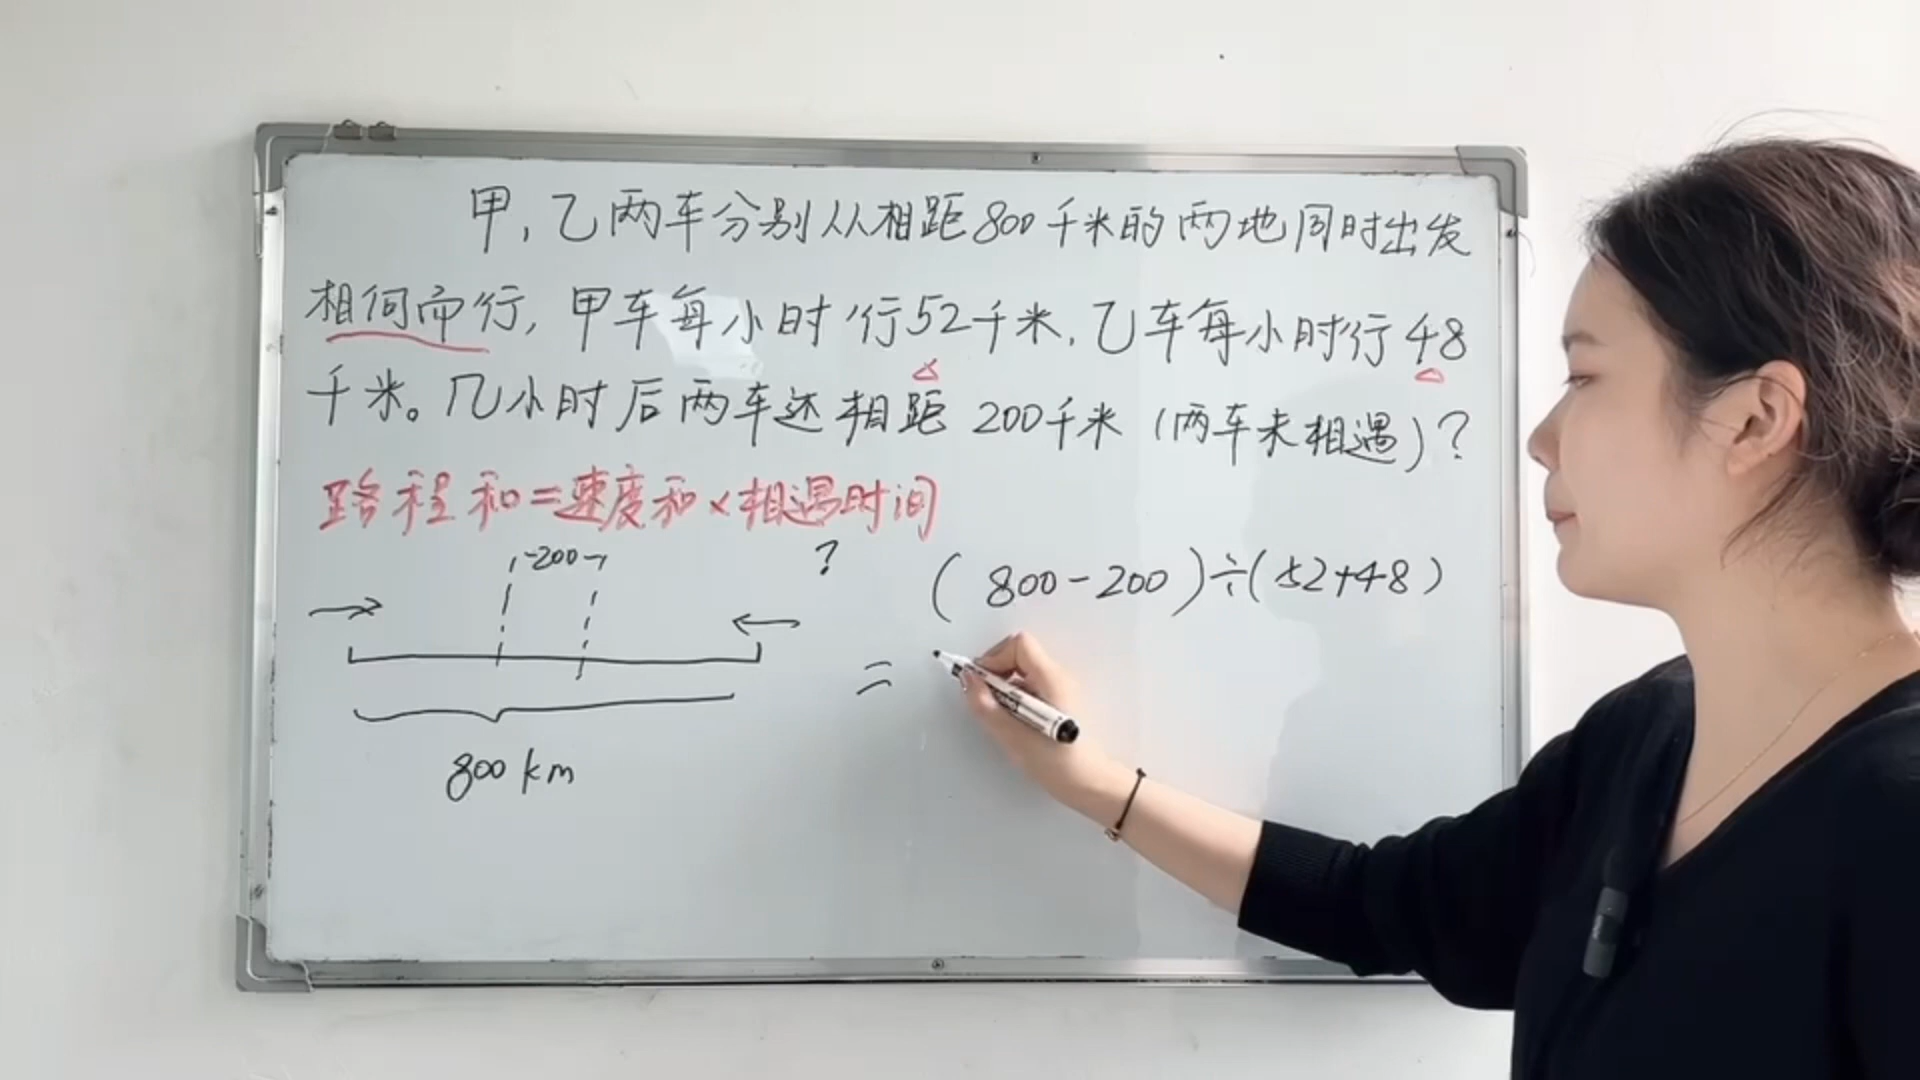 甲,乙两车分别从相距800千米的两地同时出发
相向而行,甲车每小时行52千米,乙车每小时行48
千米。几小时后两车还相距 200千米(两车未相遇)?
路程和=速度和×相遇时间
200
?
(800-200)÷(52+48)
=
800 km